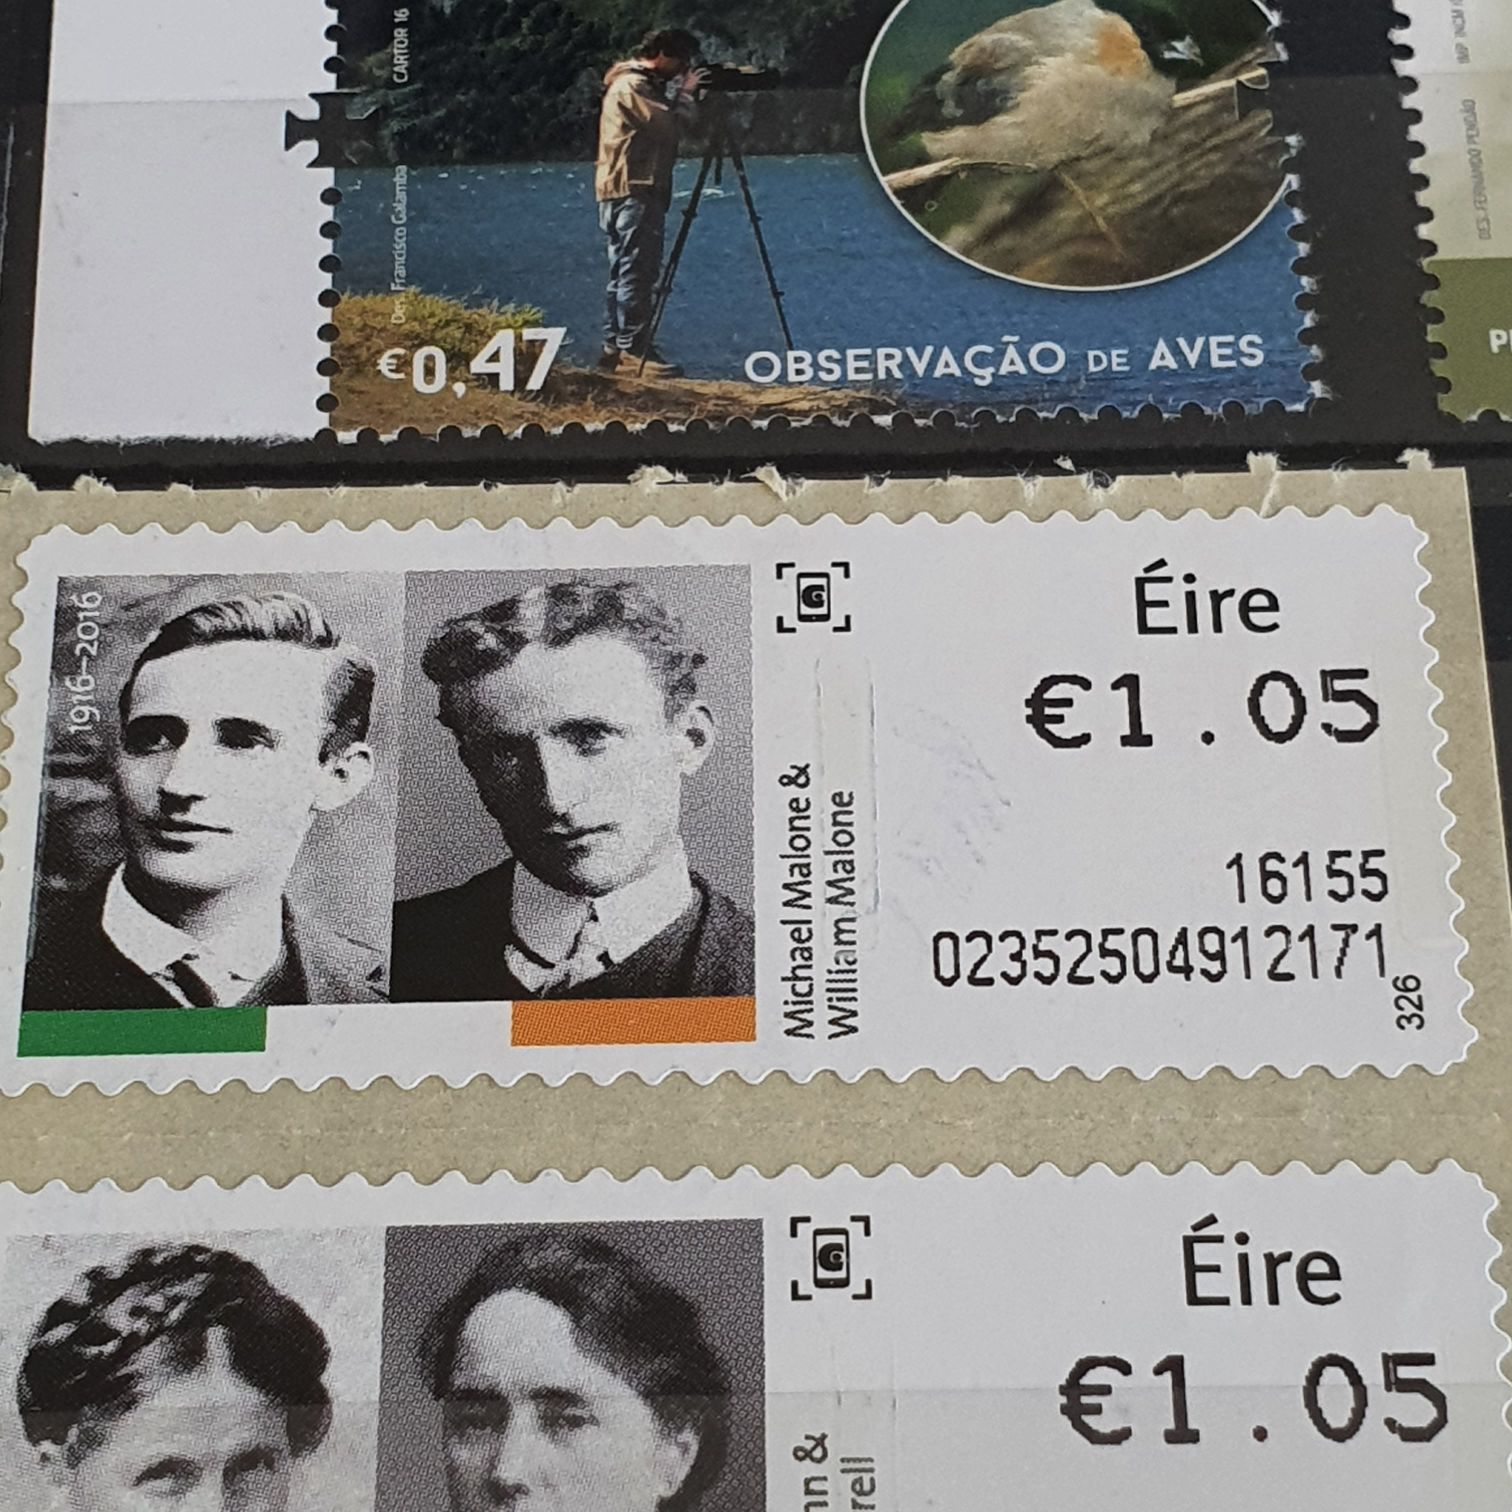 CARTOR 16
Des. Francisco Galamba
€0,47
OBSERVAÇÃO DE AVES
DES: FERNANDO PENDÃO
1916–2016
Michael Malone &
William Malone
Éire
€1.05
16155
02352504912171
326
Éire
€1.05